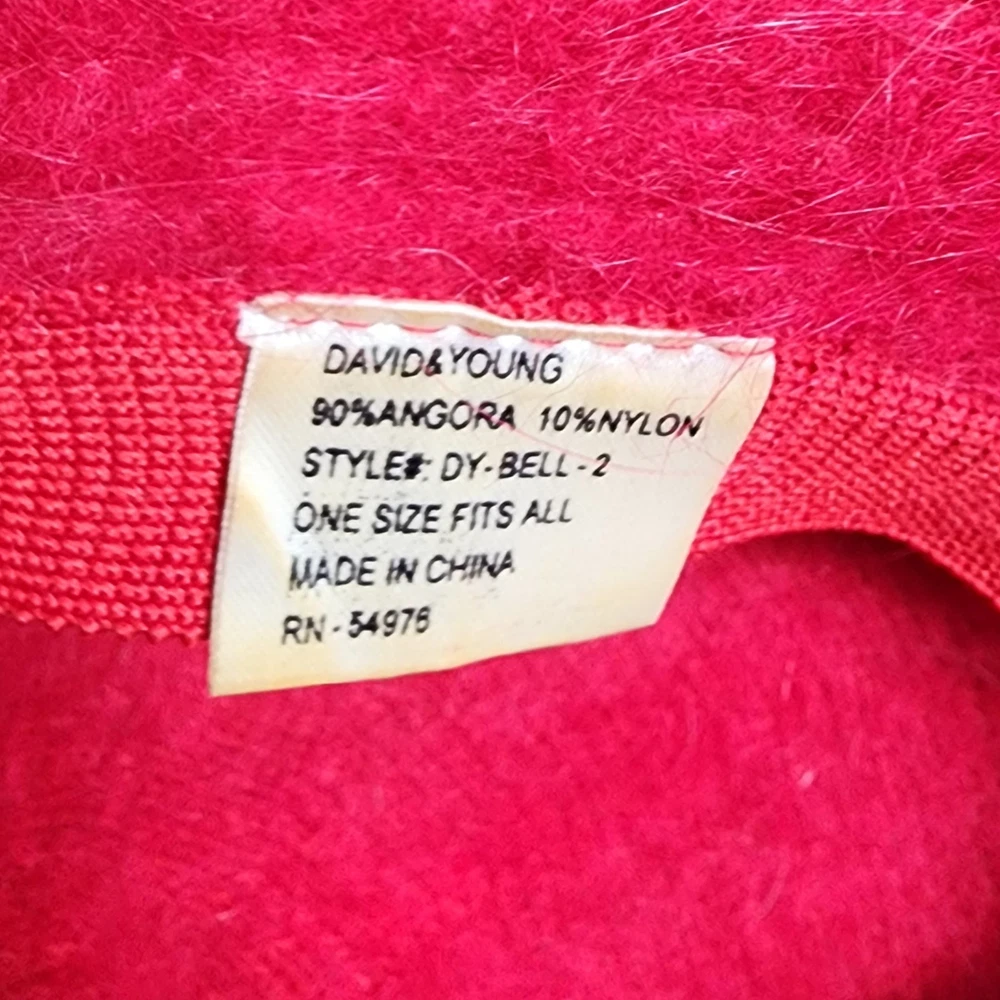 DAVID&YOUNG
90%ANGORA 10%NYLON
STYLE#: DY-BELL-2
ONE SIZE FITS ALL
MADE IN CHINA
RN-54976